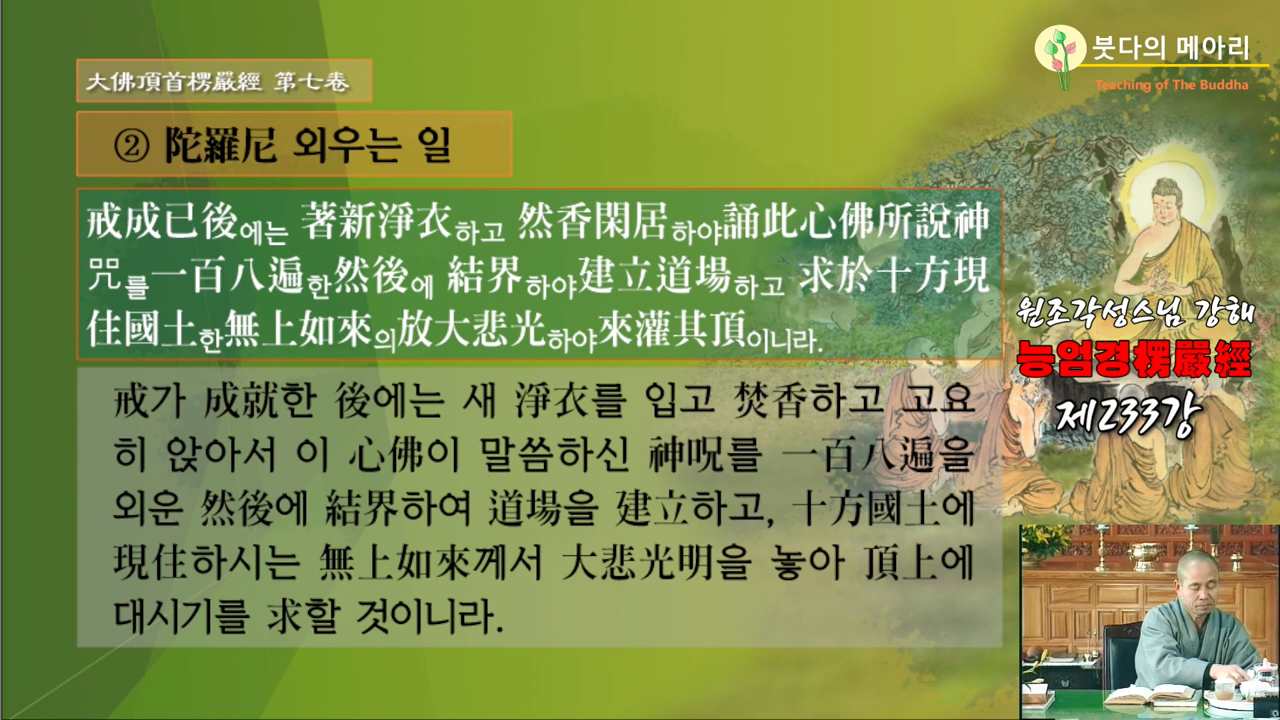 大佛頂首楞嚴經 第七卷
② 陀羅尼 외우는 일
戒成已後에는 著新淨衣하고 然香閑居하야誦此心佛所說神
咒를一百八遍한然後에 結界하야建立道場하고 求於十方現
住國土한無上如來의放大悲光하야來灌其頂이니라.
戒가 成就한 後에는 새 淨衣를 입고 焚香하고 고요
히 앉아서 이 心佛이 말씀하신 神呪를 一百八遍을
외운 然後에 結界하여 道場을 建立하고, 十方國土에
現住하시는 無上如來께서 大悲光明을 놓아 頂上에
대시기를 求할 것이니라.
붓다의 메아리
Teaching of The Buddha
원조각성스님 강해
능엄경楞嚴經
제233강